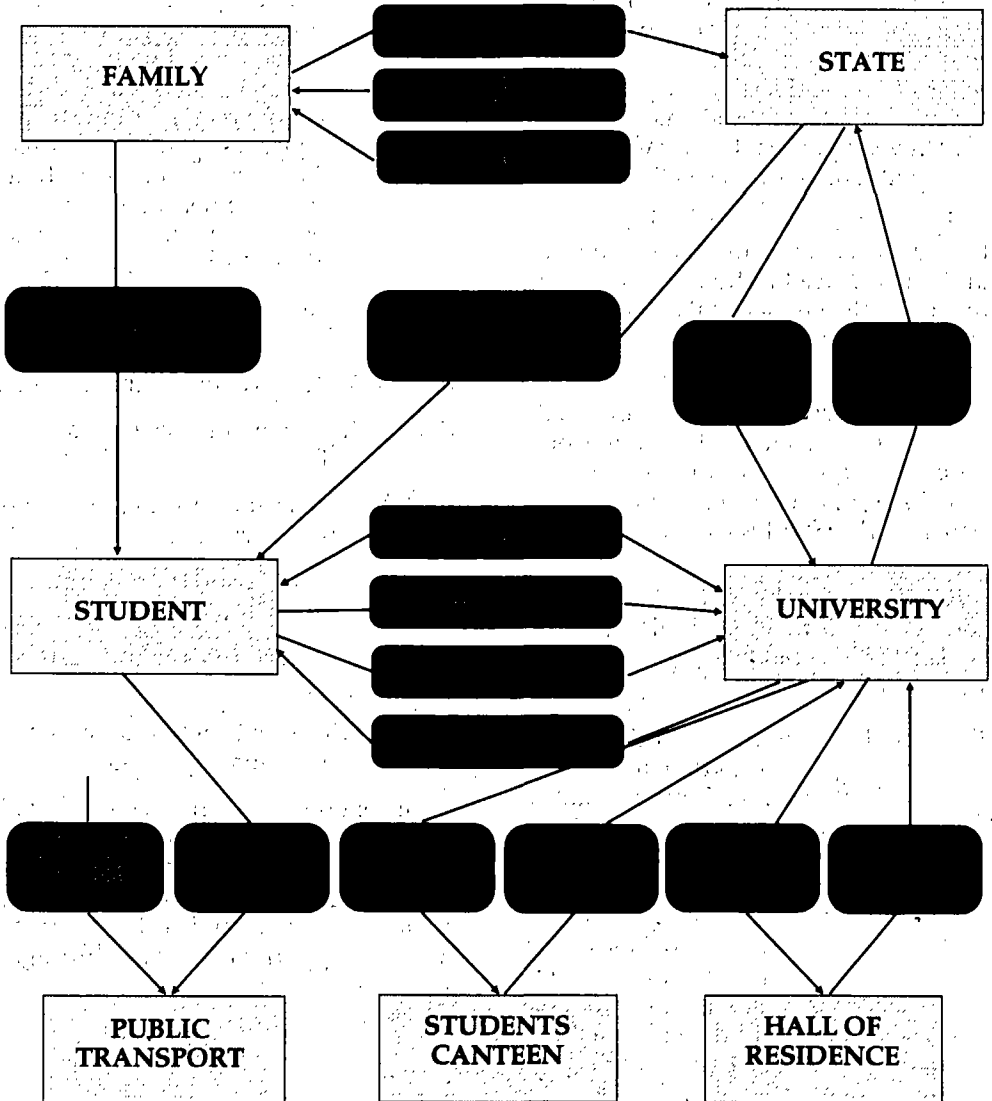 FAMILY
STATE
STUDENT
UNIVERSITY
PUBLIC
TRANSPORT
STUDENTS
CANTEEN
HALL OF
RESIDENCE